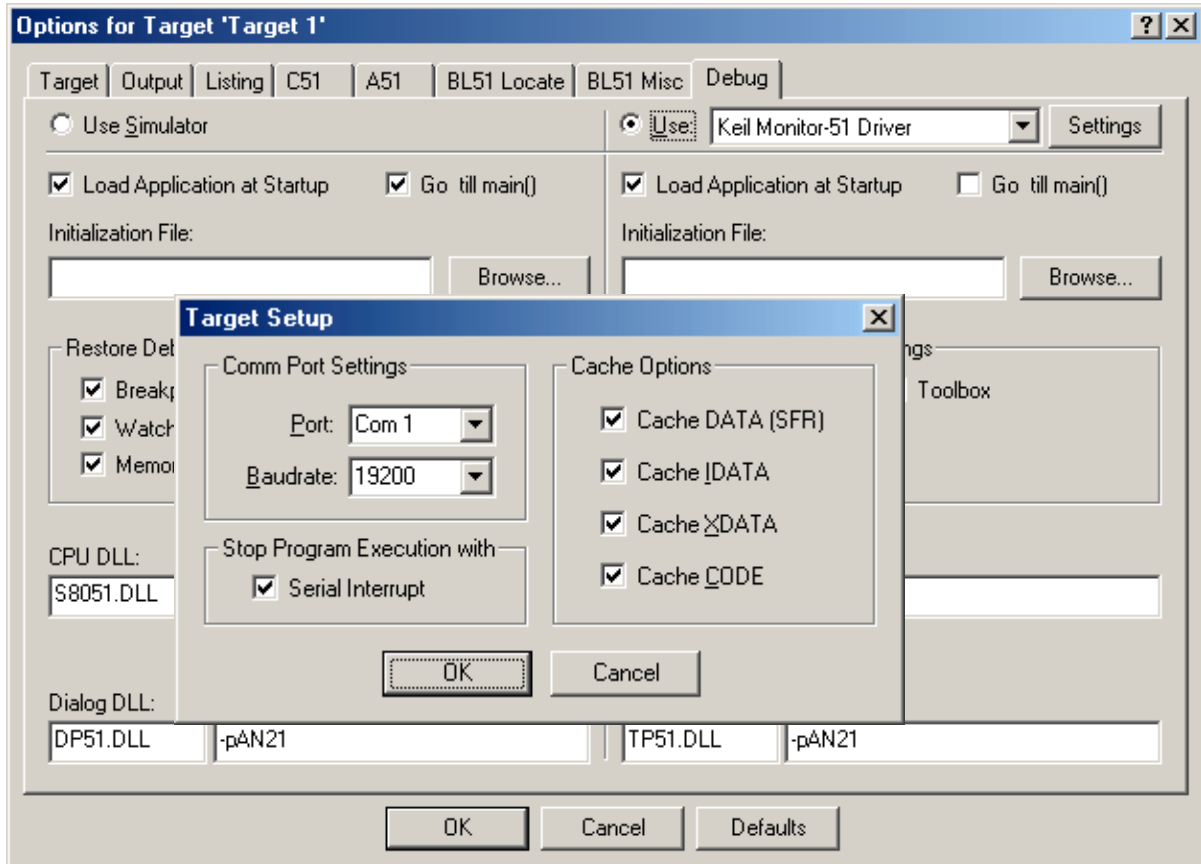 Options for Target 'Target 1'
Target Output Listing C51 A51 BL51 Locate BL51 Misc Debug
Use Simulator
Use: Keil Monitor-51 Driver Settings
Load Application at Startup Go till main()
Load Application at Startup Go till main()
Initialization File:
Initialization File:
Browse...
Browse...
Target Setup
Restore
Toolbox
Comm Port Settings
Port: Com 1
Baudrate: 19200
Stop Program Execution with
Serial Interrupt
Cache Options
Cache DATA (SFR)
Cache IDATA
Cache XDATA
Cache CODE
OK Cancel
Watch
CPU DLL:
S8051.DLL
Dialog DLL:
DP51.DLL -pAN21
TP51.DLL -pAN21
OK Cancel Defaults